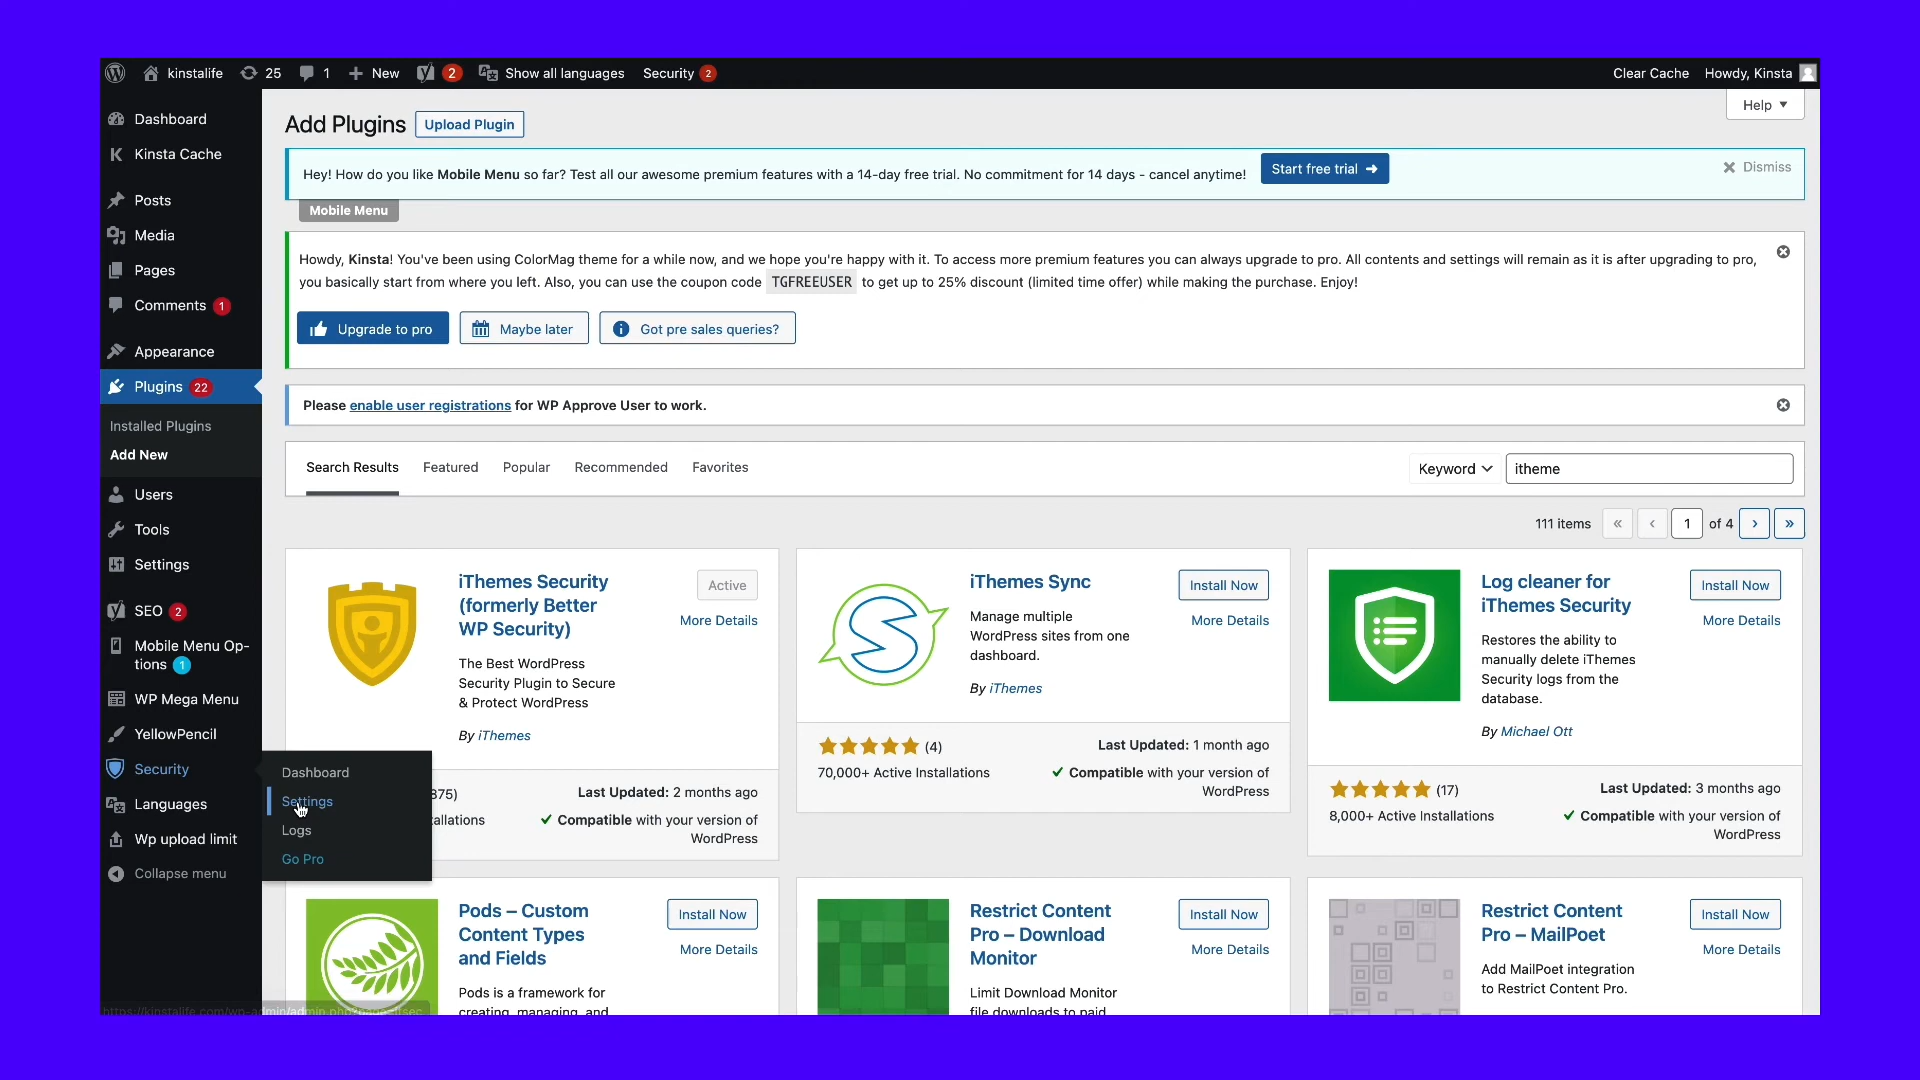 kinstalife 25 1 New 2 Show all languages Security 2 Clear Cache Howdy, Kinsta
Help
Dashboard
Kinsta Cache
Posts
Media
Pages
Comments 1
Appearance
Plugins 22
Installed Plugins
Add New
Users
Tools
Settings
SEO 2
Mobile Menu Op-
tions 1
WP Mega Menu
YellowPencil
Security
Languages
Wp upload limit
Collapse menu
Dashboard
Settings
Logs
Go Pro
Add Plugins Upload Plugin
Hey! How do you like Mobile Menu so far? Test all our awesome premium features with a 14-day free trial. No commitment for 14 days - cancel anytime! Start free trial Dismiss
Mobile Menu
Howdy, Kinsta! You've been using ColorMag theme for a while now, and we hope you're happy with it. To access more premium features you can always upgrade to pro. All contents and settings will remain as it is after upgrading to pro,
you basically start from where you left. Also, you can use the coupon code TGFREEUSER to get up to 25% discount (limited time offer) while making the purchase. Enjoy!
Upgrade to pro Maybe later Got pre sales queries?
Please enable user registrations for WP Approve User to work.
Search Results Featured Popular Recommended Favorites Keyword itheme
111 items « ‹ 1 of 4 › »
iThemes Security
(formerly Better
WP Security)
Active
More Details
The Best WordPress
Security Plugin to Secure
& Protect WordPress
By iThemes
375)
allations
Last Updated: 2 months ago
Compatible with your version of
WordPress
iThemes Sync
Install Now
More Details
Manage multiple
WordPress sites from one
dashboard.
By iThemes
(4)
70,000+ Active Installations
Last Updated: 1 month ago
Compatible with your version of
WordPress
Log cleaner for
iThemes Security
Install Now
More Details
Restores the ability to
manually delete iThemes
Security logs from the
database.
By Michael Ott
(17)
8,000+ Active Installations
Last Updated: 3 months ago
Compatible with your version of
WordPress
Pods – Custom
Content Types
and Fields
Install Now
More Details
Pods is a framework for
creating, managing, and
Restrict Content
Pro – Download
Monitor
Install Now
More Details
Limit Download Monitor
file downloads to paid
Restrict Content
Pro – MailPoet
Install Now
More Details
Add MailPoet integration
to Restrict Content Pro.